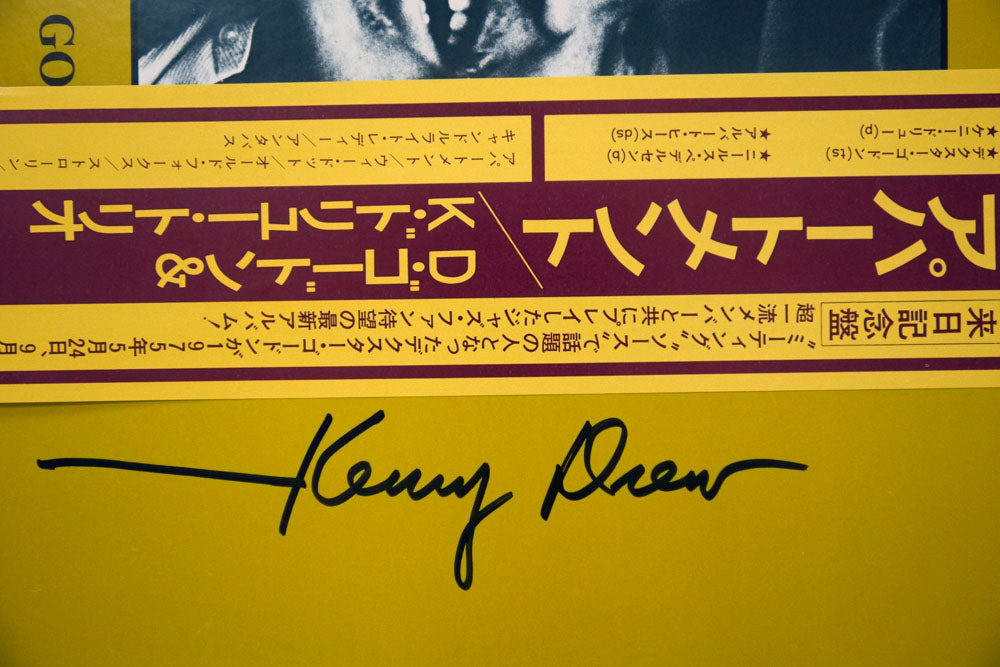 GO
来日記念盤
“ミーティング”ソーズ”で話題の人となったデクスター・ゴードンが1975年5月24日、9月
超一流メンバーと共にプレイしたジャズ・ファン待望の最新アルバム!
アパートメント/
D・ゴードン&
K・ドリュー・トリオ
★デクスター・ゴードン(ts) ★ニールス・ペデルセン(b)
★ケニー・ドリュー(p) ★アルバート・ヒース(ds)
アパートメント/ウィー・ドット/オールド・フォークス/ストローリン/
キャンドルライト・レディー/アンタバス
Kenny Drew